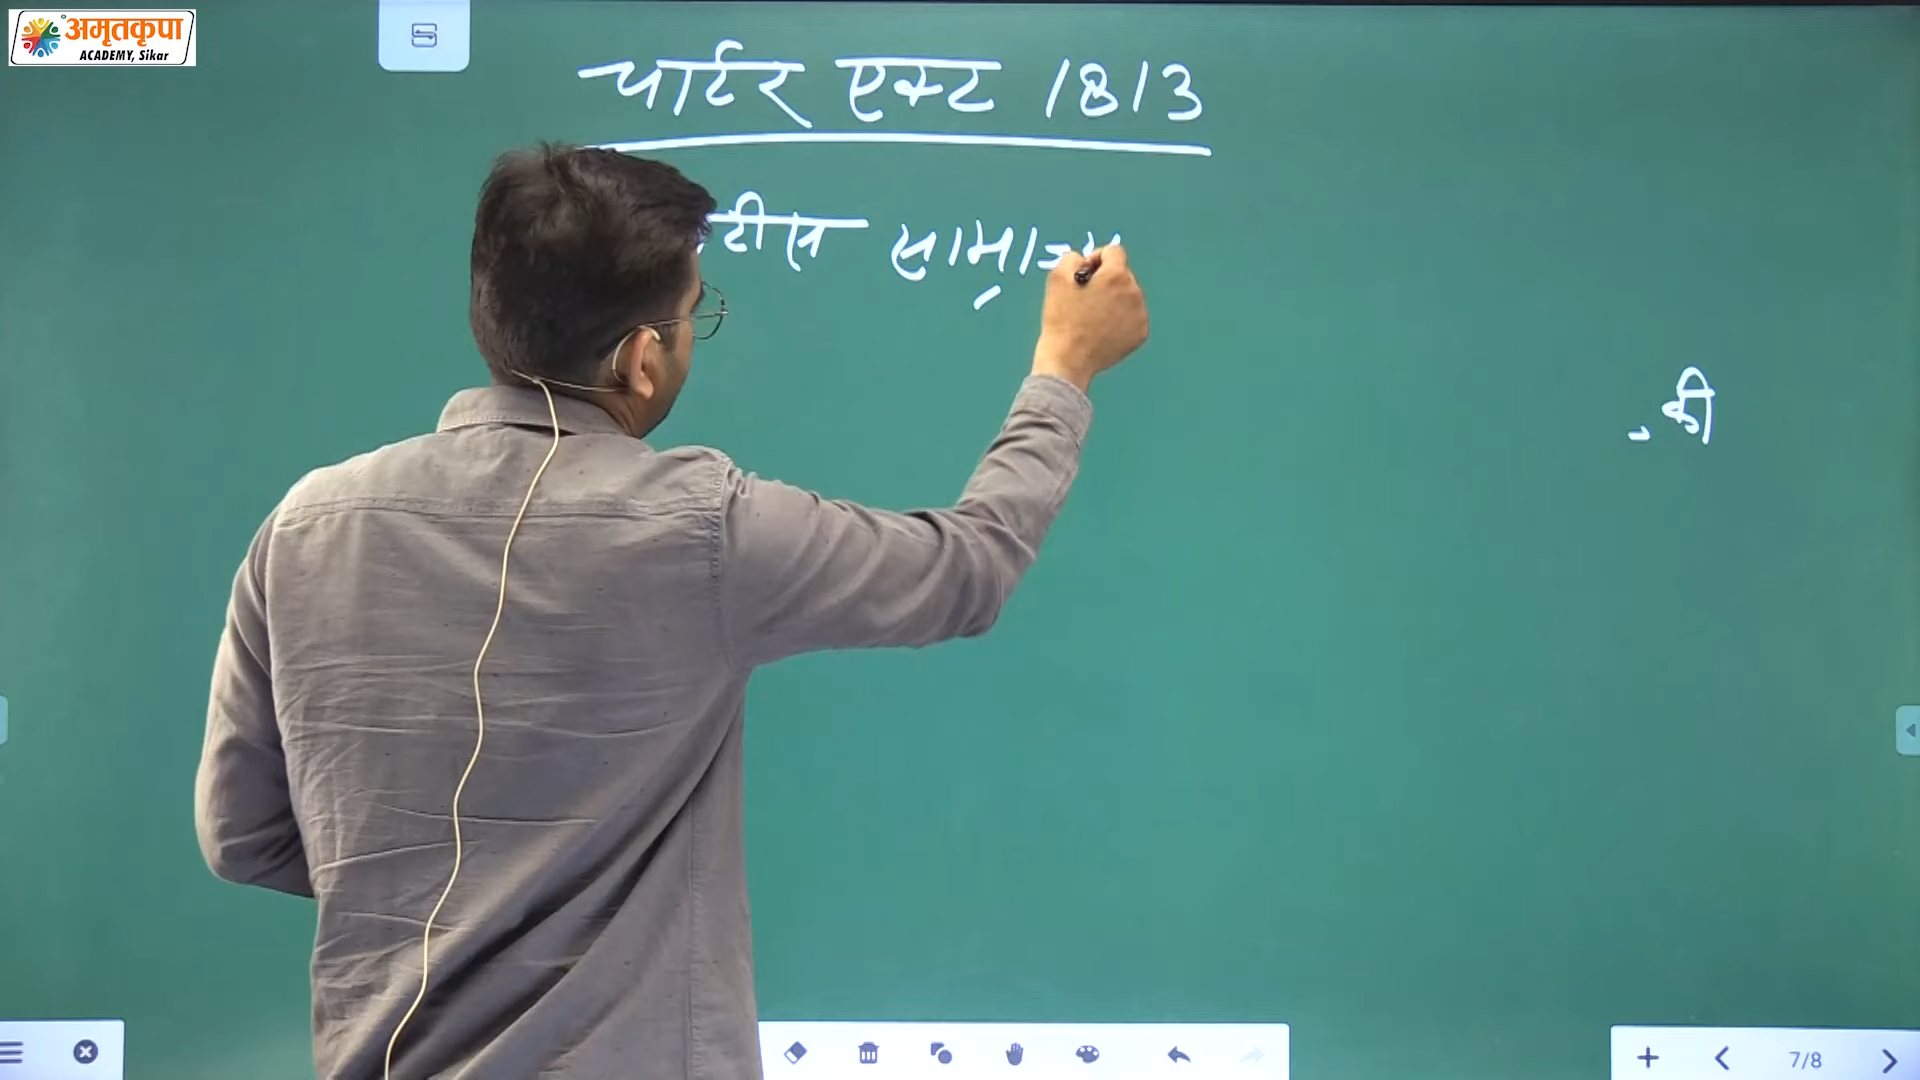 अमृतकृपा
ACADEMY, Sikar
चार्टर एक्ट 1813
टीस साम्राज्य
की
7/8